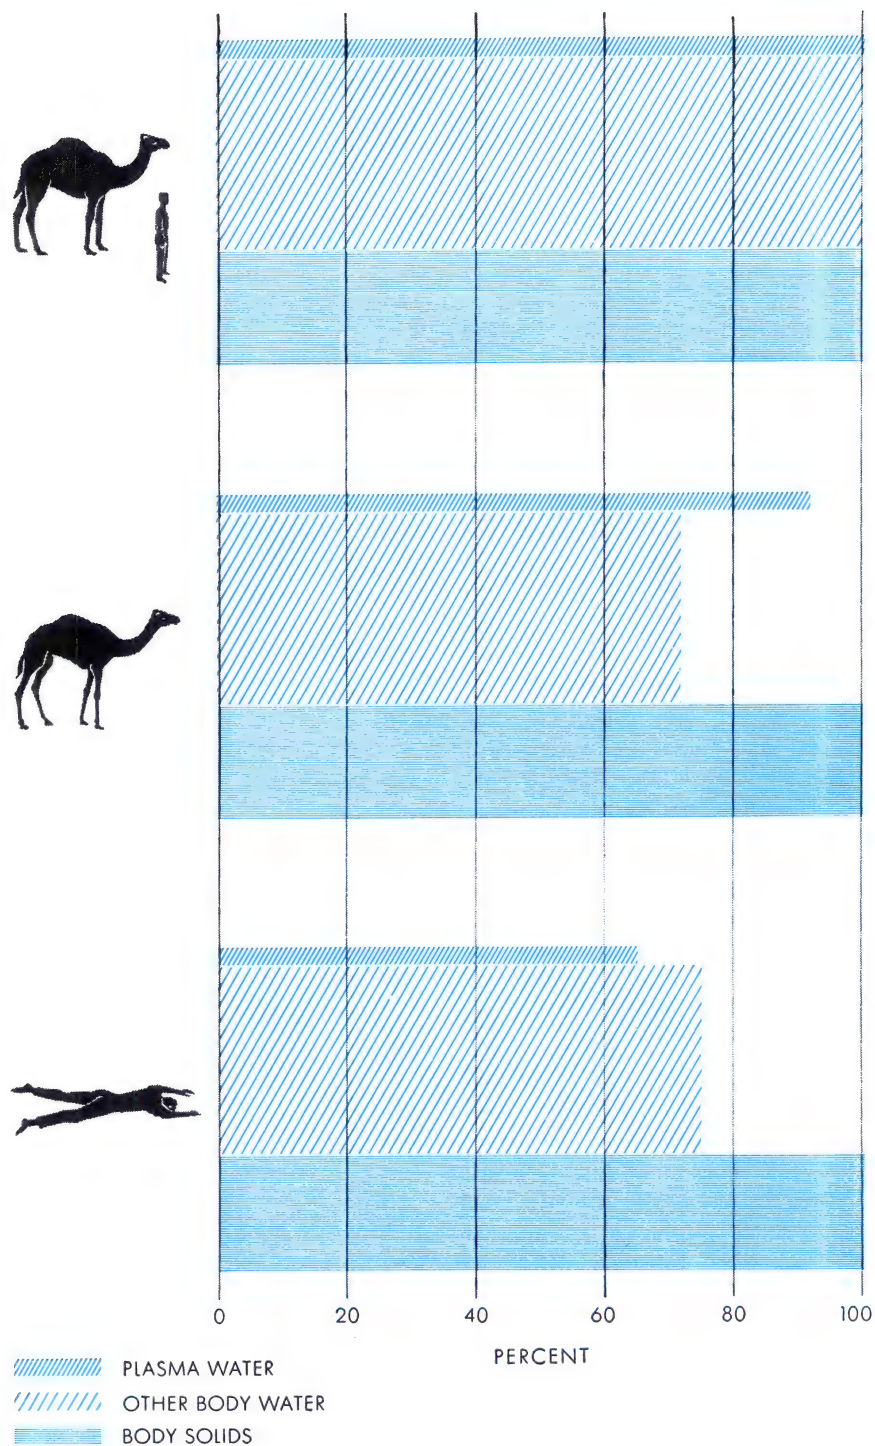 0 20 40 60 80 100
PERCENT
PLASMA WATER
OTHER BODY WATER
BODY SOLIDS